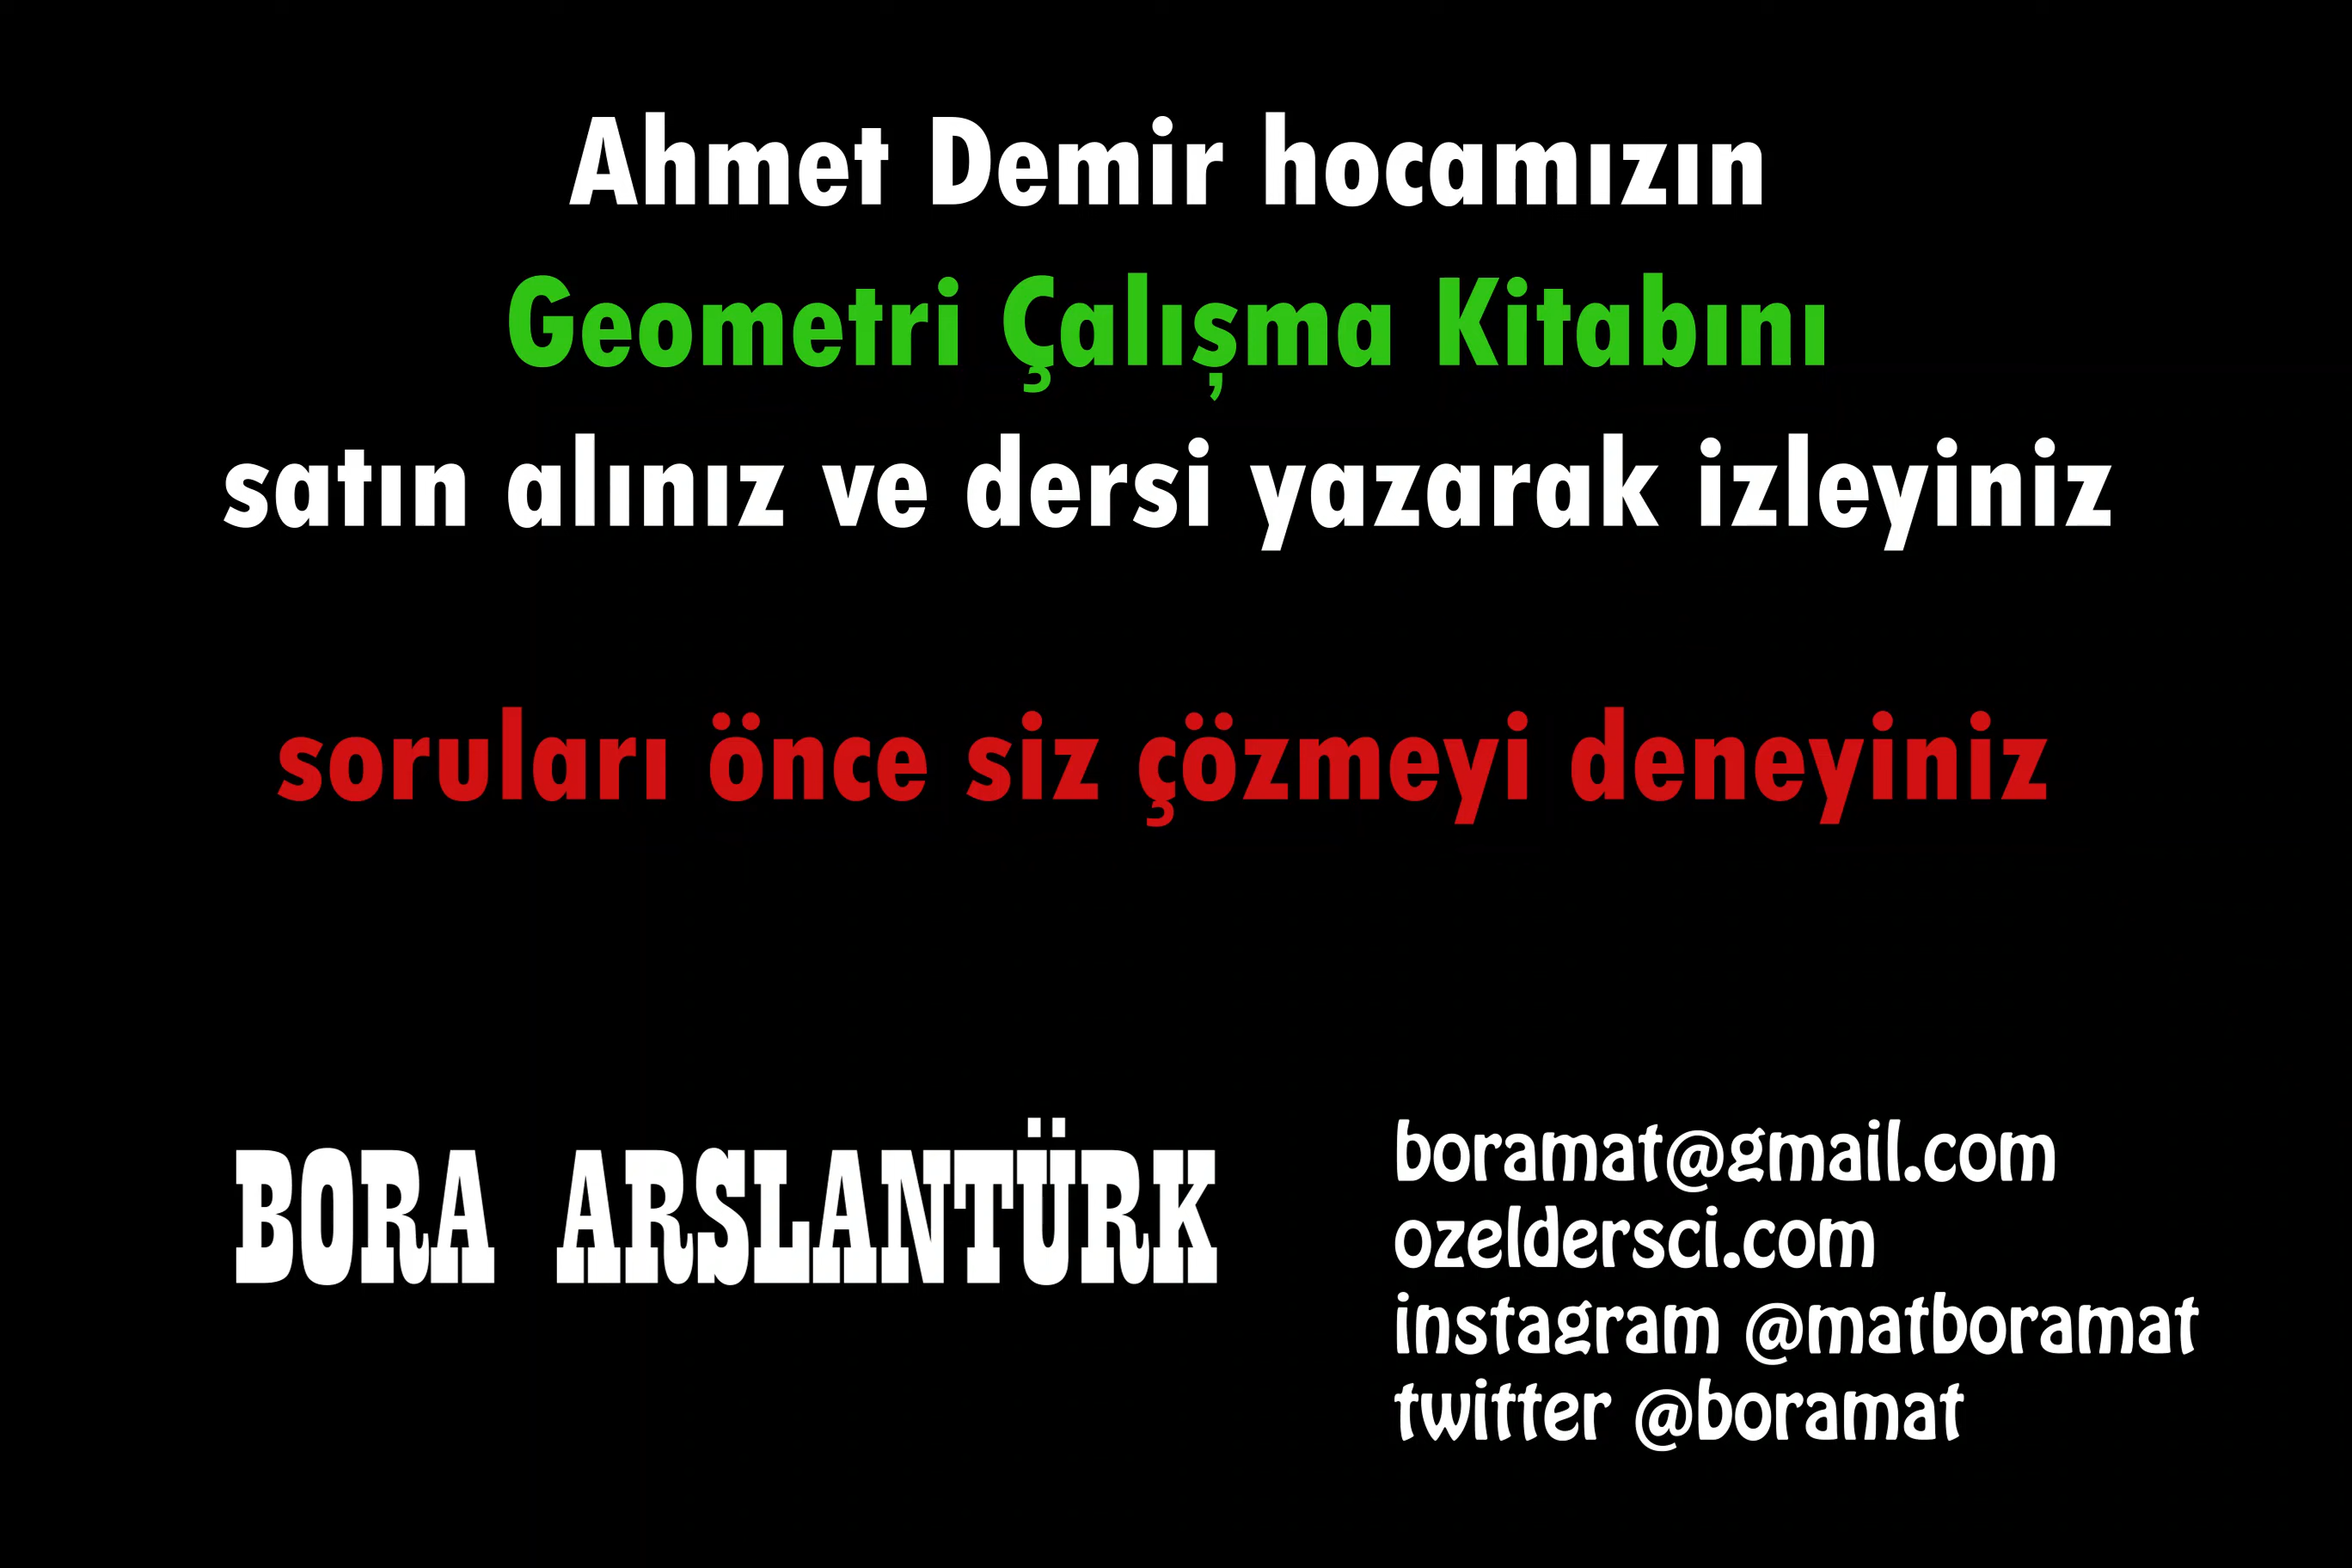 Ahmet Demir hocamızın
Geometri Çalışma Kitabını
satın alınız ve dersi yazarak izleyiniz
soruları önce siz çözmeyi deneyiniz
BORA ARSLANTÜRK
boramat@gmail.com
ozeldersci.com
instagram @matboramat
twitter @boramat